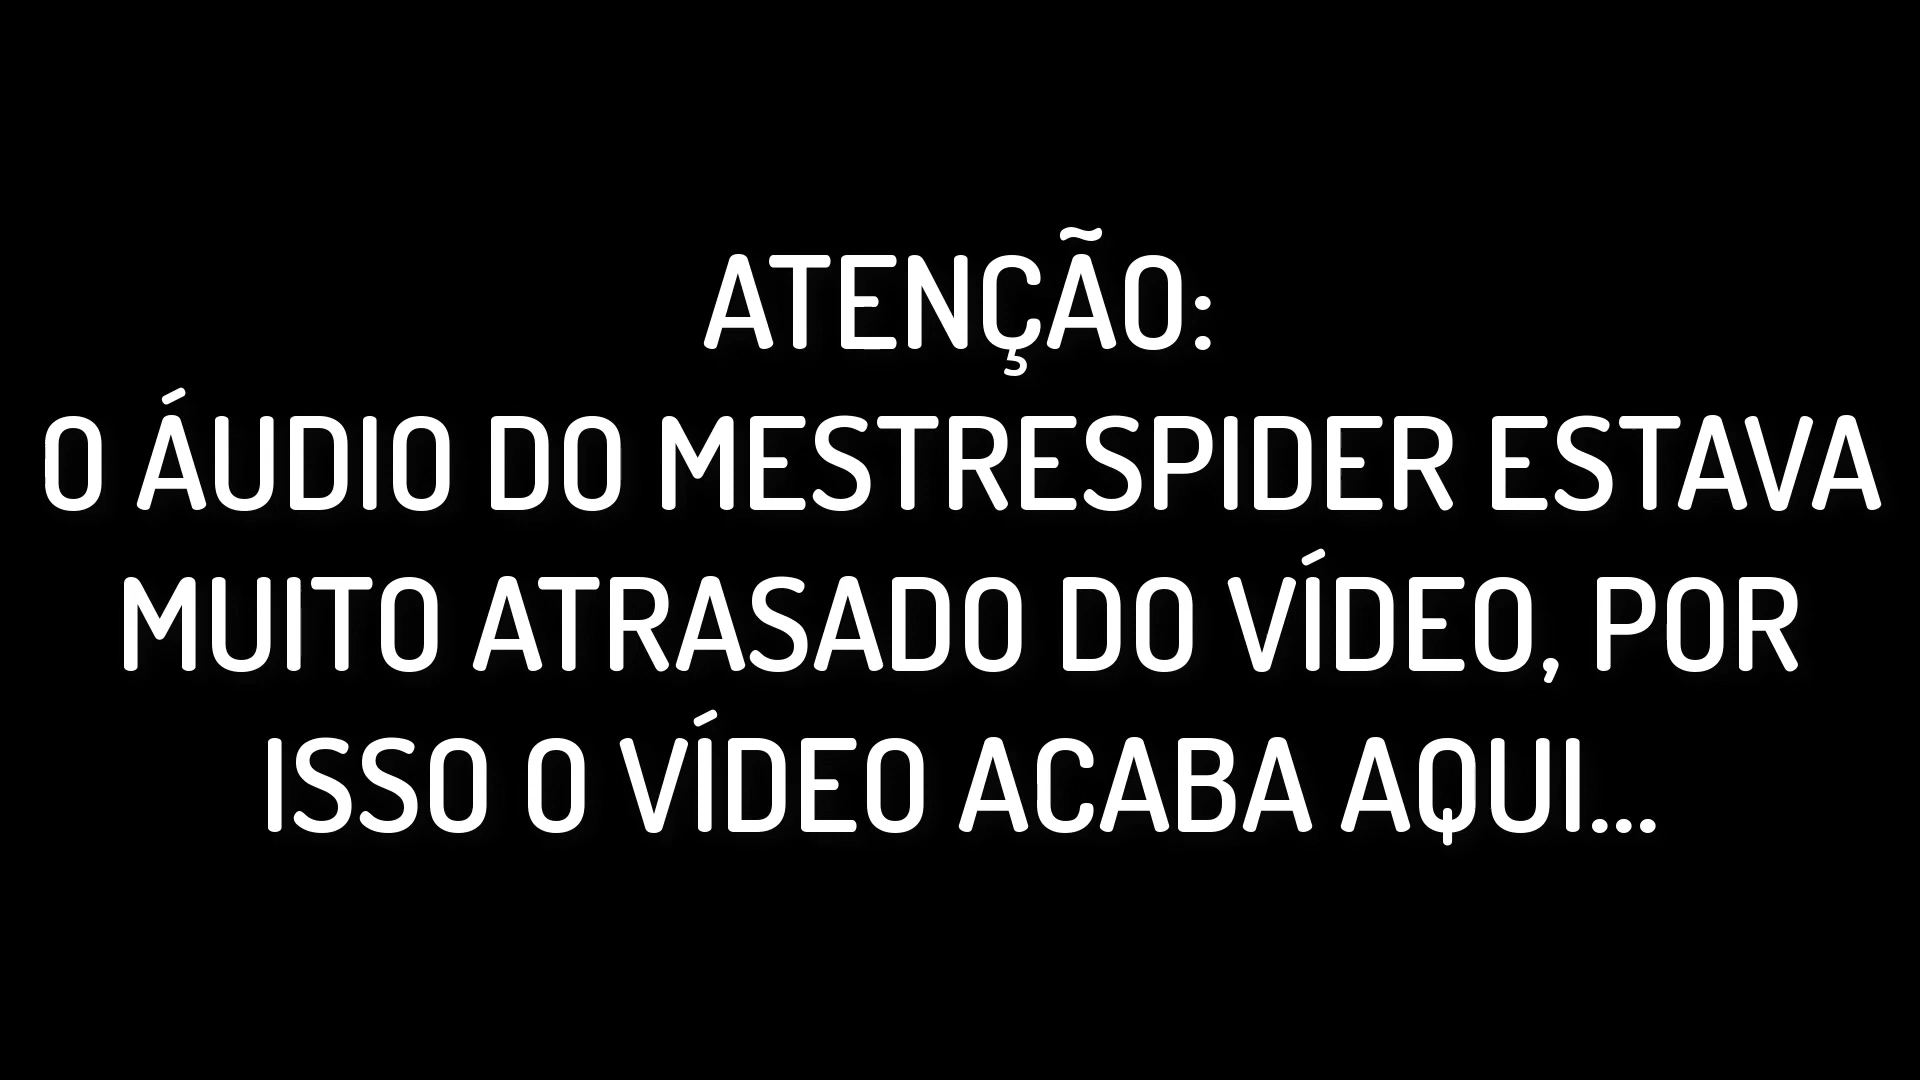 ATENÇÃO:
O ÁUDIO DO MESTRESPIDER ESTAVA
MUITO ATRASADO DO VÍDEO, POR
ISSO O VÍDEO ACABA AQUI...